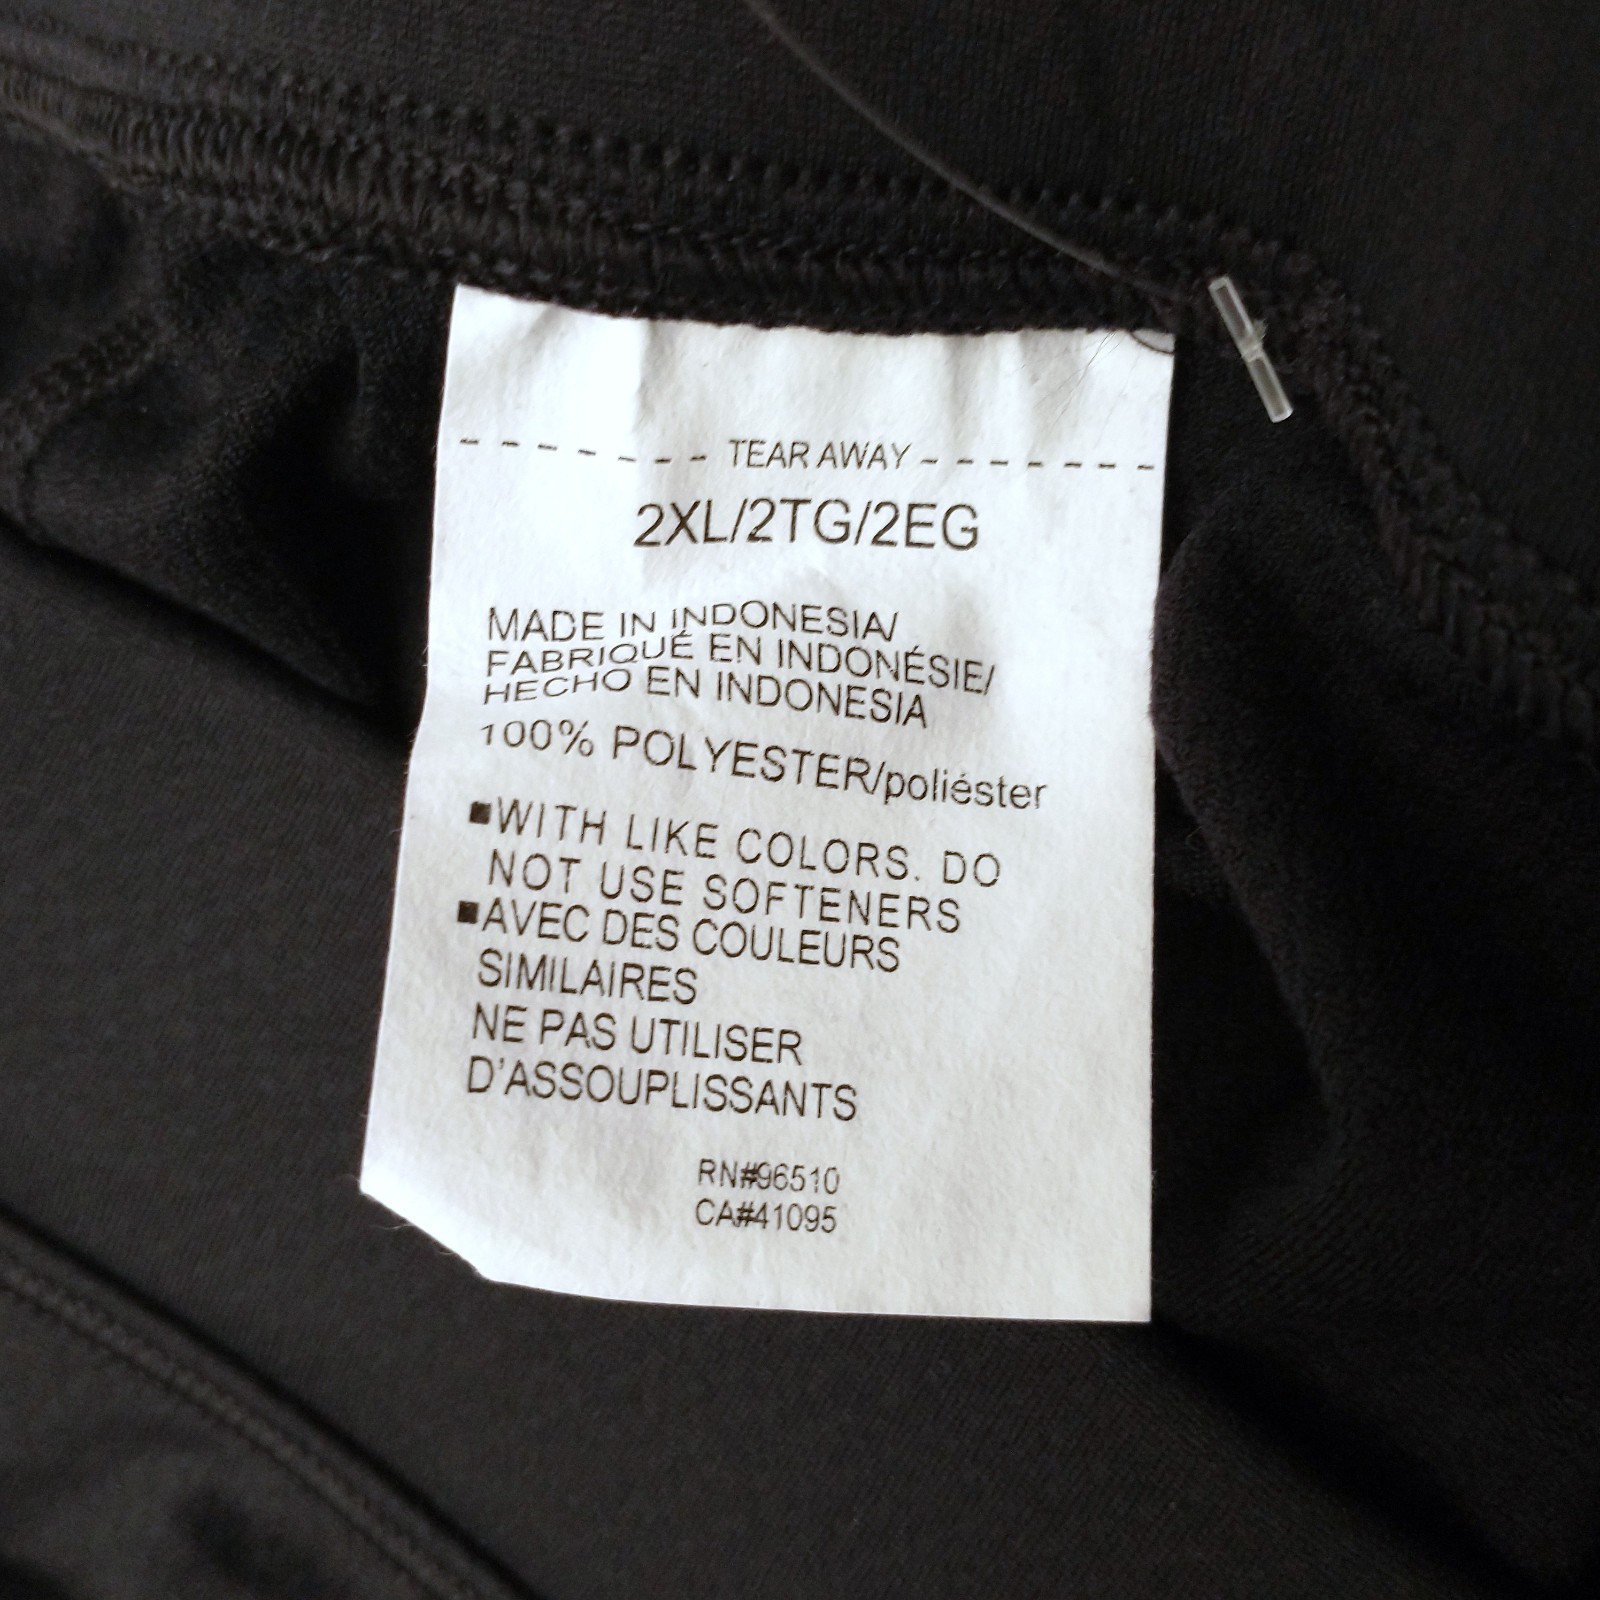 - - - - - - - TEAR AWAY - - - - - - -
2XL/2TG/2EG
MADE IN INDONESIA/
FABRIQUÉ EN INDONÉSIE/
HECHO EN INDONESIA
100% POLYESTER/poliéster
■WITH LIKE COLORS. DO
NOT USE SOFTENERS
■AVEC DES COULEURS
SIMILAIRES
NE PAS UTILISER
D'ASSOUPLISSANTS
RN#96510
CA#41095